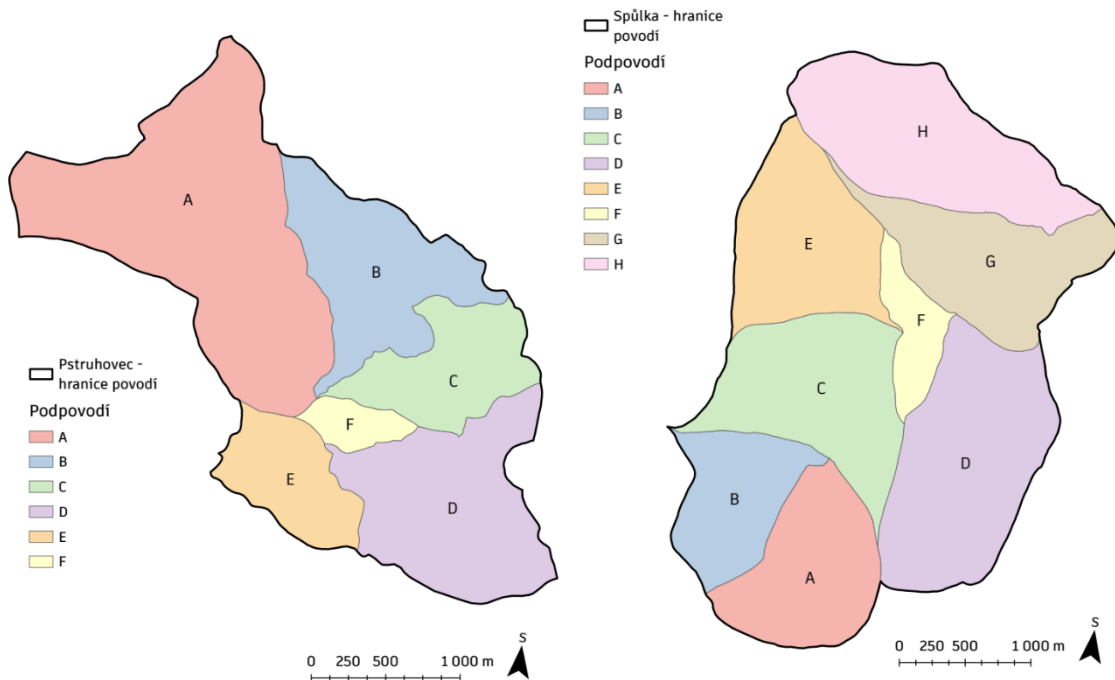 Pstruhovec -
hranice povodí
Podpovodí
A
B
C
D
E
F
A
B
C
F
E
D
S
0 250 500 1 000 m
Spůlka - hranice
povodí
Podpovodí
A
B
C
D
E
F
G
H
H
E
G
F
C
D
B
A
S
0 250 500 1 000 m